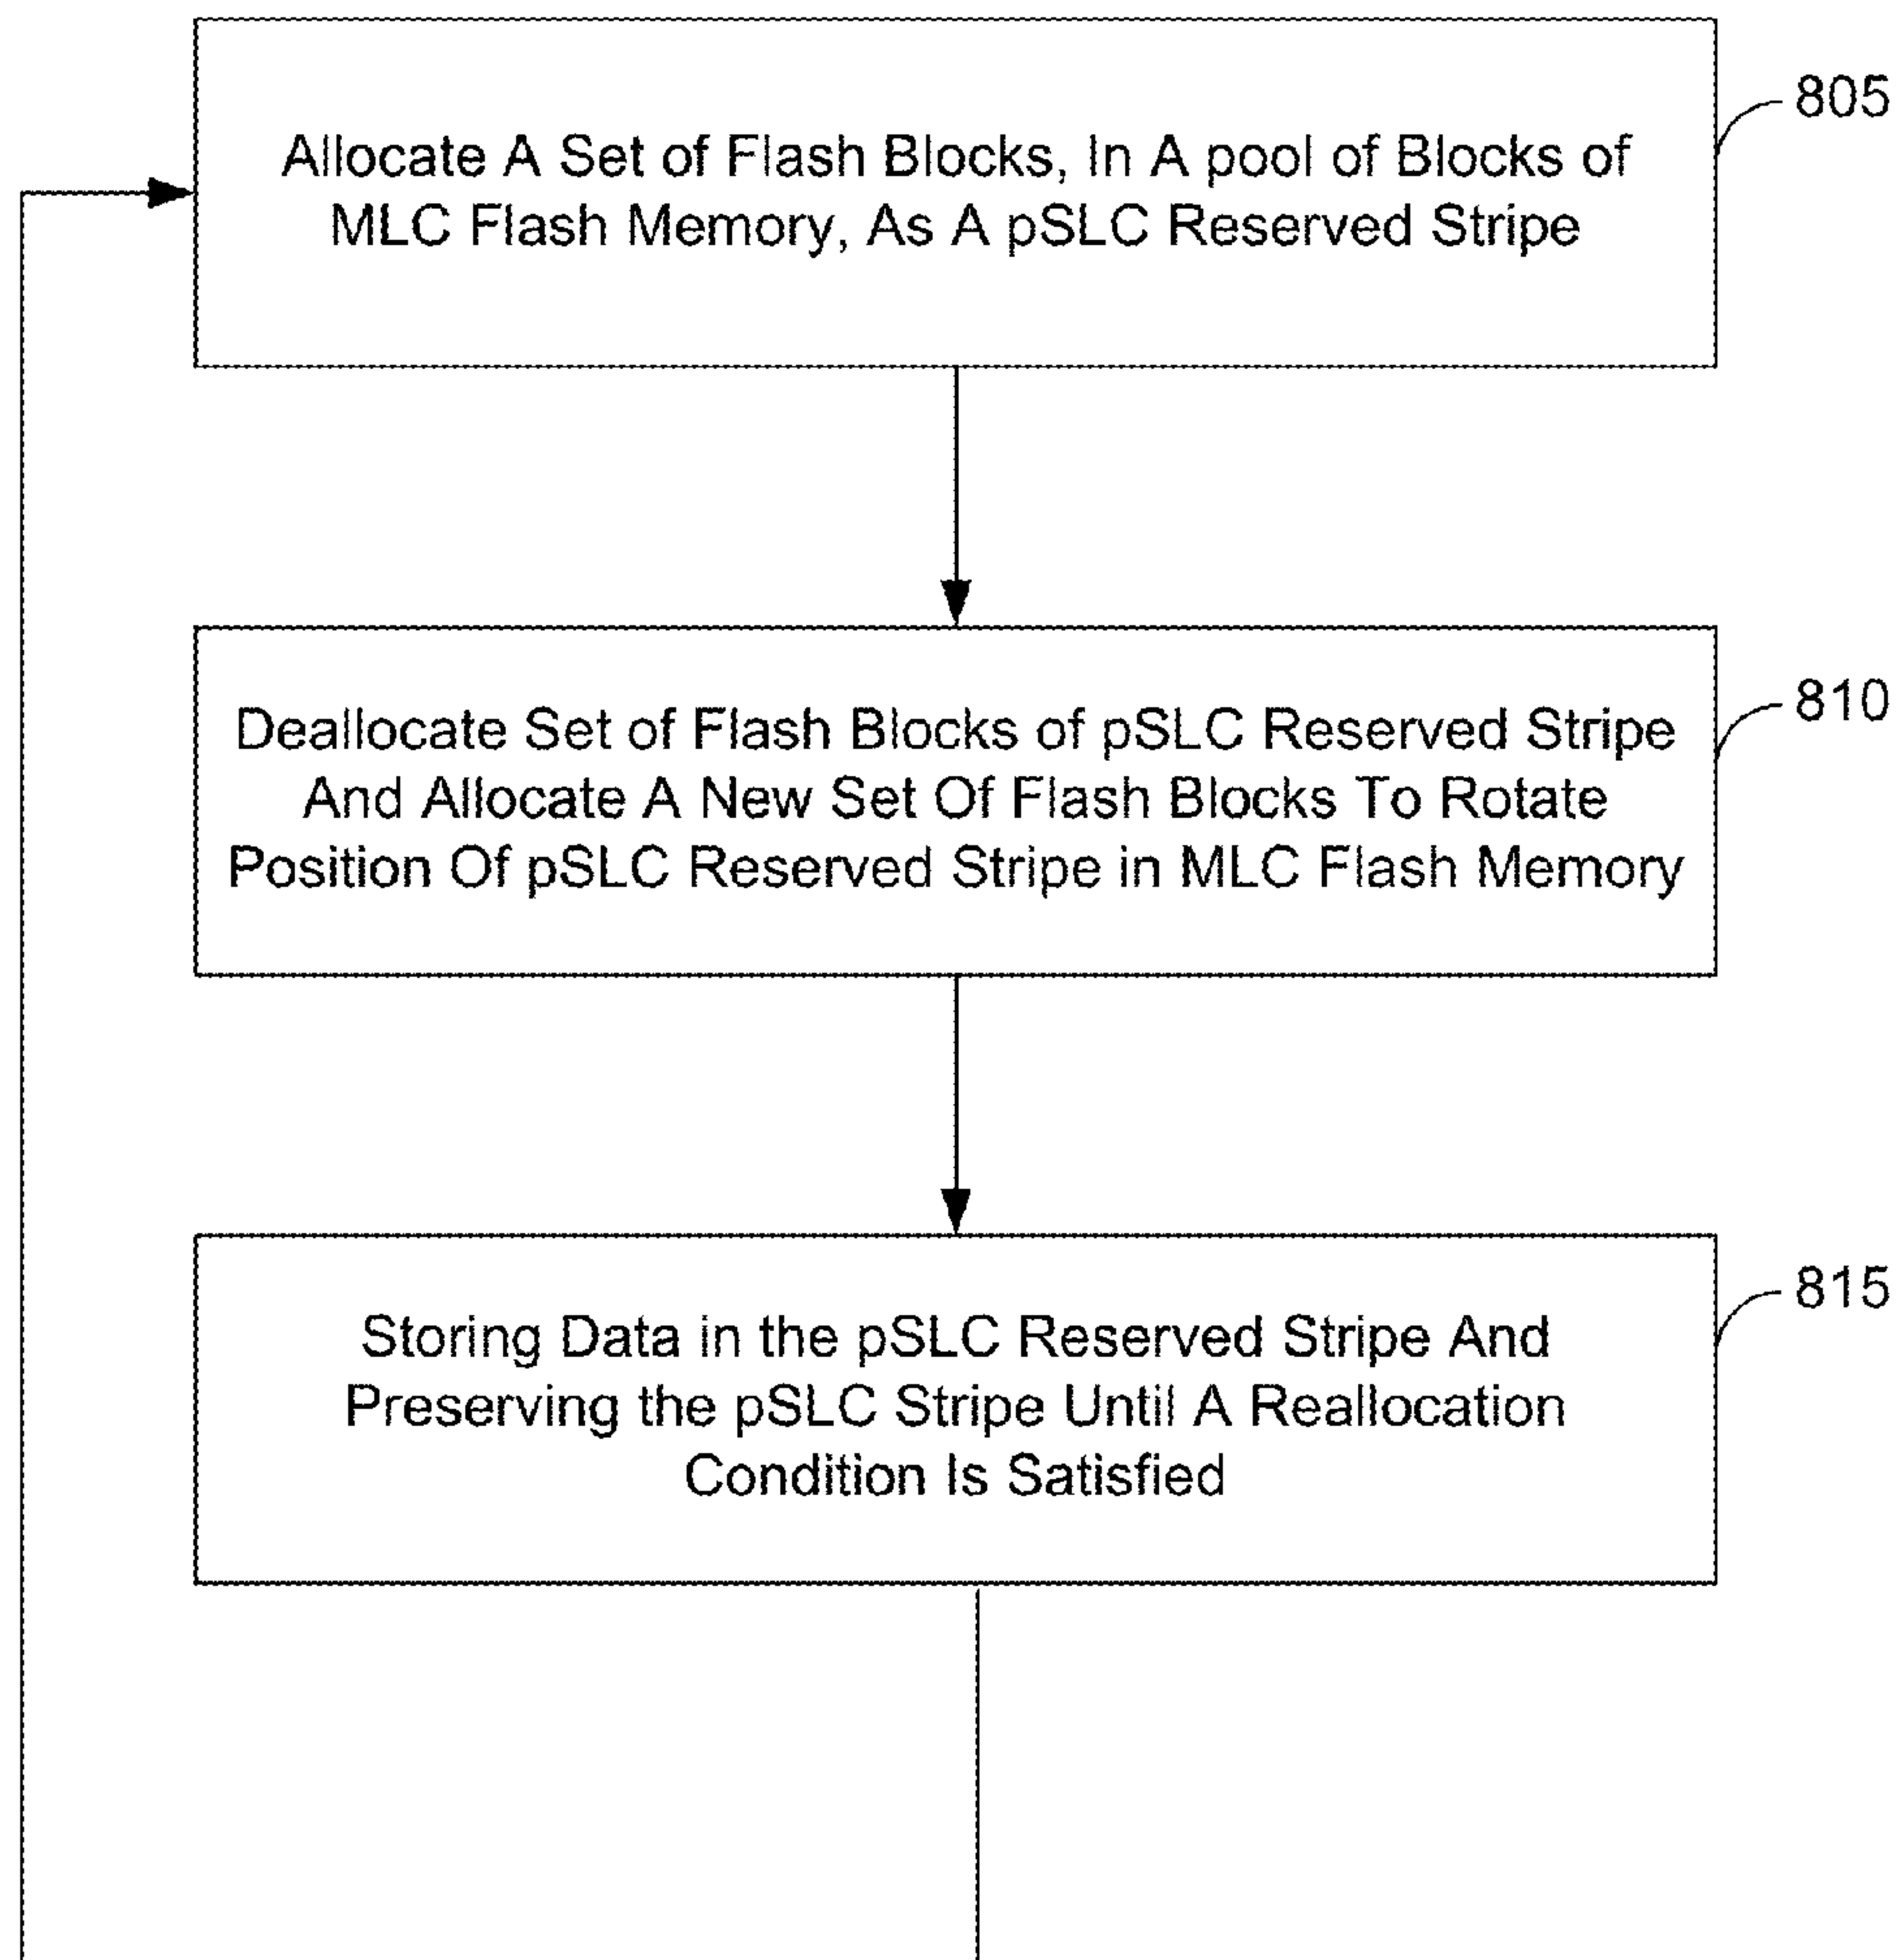 Allocate A Set of Flash Blocks, In A pool of Blocks of
MLC Flash Memory, As A pSLC Reserved Stripe
805
Deallocate Set of Flash Blocks of pSLC Reserved Stripe
And Allocate A New Set Of Flash Blocks To Rotate
Position Of pSLC Reserved Stripe in MLC Flash Memory
810
Storing Data in the pSLC Reserved Stripe And
Preserving the pSLC Stripe Until A Reallocation
Condition Is Satisfied
815